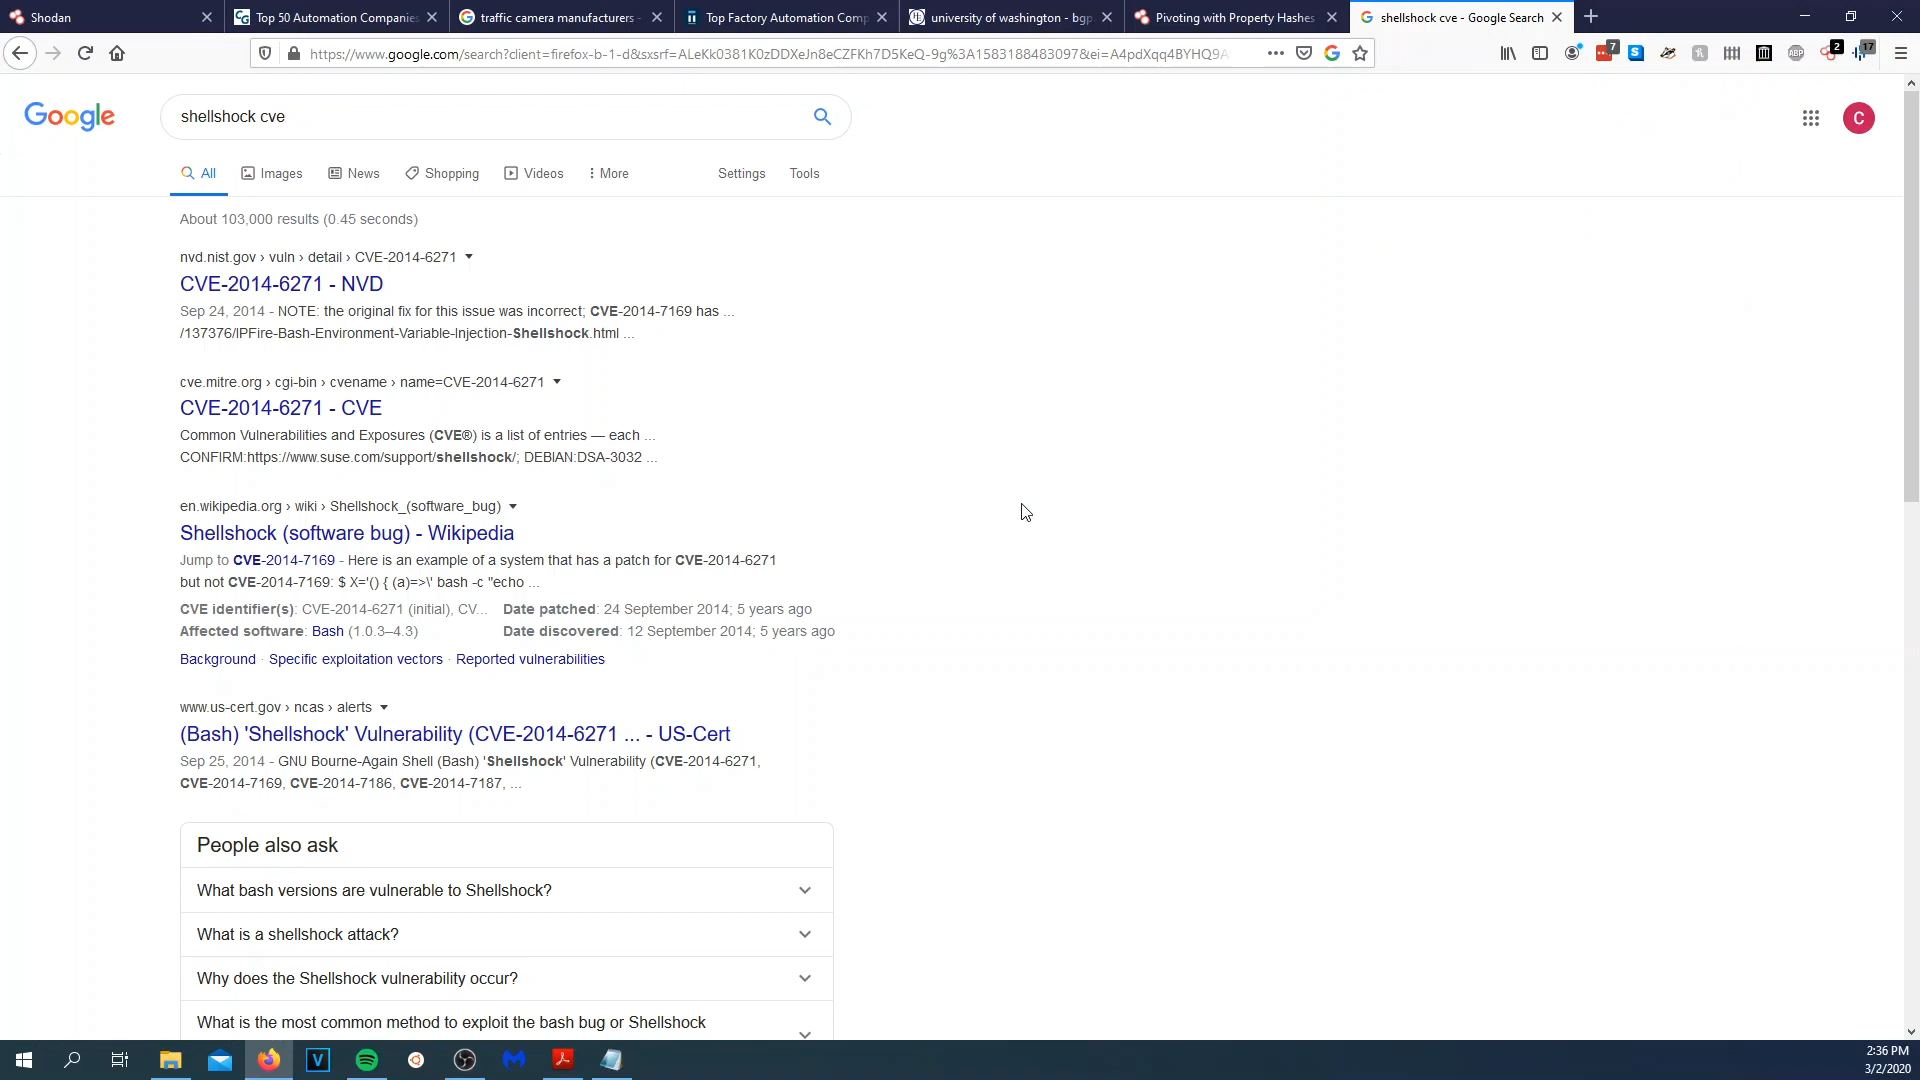 Shodan
Top 50 Automation Companies
traffic camera manufacturers -
Top Factory Automation Comp
university of washington - bgp
Pivoting with Property Hashes
shellshock cve - Google Search
https://www.google.com/search?client=firefox-b-1-d&sxsrf=ALeKk0381K0zDDXeJn8eCZFKh7D5KeQ-9g%3A1583188483097&ei=A4pdXqq4BYHQ9A
7
2
17
S
ABP
Google
shellshock cve
C
All
Images
News
Shopping
Videos
More
Settings
Tools
About 103,000 results (0.45 seconds)
nvd.nist.gov › vuln › detail › CVE-2014-6271
CVE-2014-6271 - NVD
Sep 24, 2014 - NOTE: the original fix for this issue was incorrect; CVE-2014-7169 has ...
/137376/IPFire-Bash-Environment-Variable-Injection-Shellshock.html ...
cve.mitre.org › cgi-bin › cvename › name=CVE-2014-6271
CVE-2014-6271 - CVE
Common Vulnerabilities and Exposures (CVE®) is a list of entries — each ...
CONFIRM:https://www.suse.com/support/shellshock/; DEBIAN:DSA-3032 ...
en.wikipedia.org › wiki › Shellshock_(software_bug)
Shellshock (software bug) - Wikipedia
Jump to CVE-2014-7169 - Here is an example of a system that has a patch for CVE-2014-6271
but not CVE-2014-7169: $ X='() { (a)=>\' bash -c "echo ...
CVE identifier(s): CVE-2014-6271 (initial), CV...
Date patched: 24 September 2014; 5 years ago
Affected software: Bash (1.0.3–4.3)
Date discovered: 12 September 2014; 5 years ago
Background · Specific exploitation vectors · Reported vulnerabilities
www.us-cert.gov › ncas › alerts
(Bash) 'Shellshock' Vulnerability (CVE-2014-6271 ... - US-Cert
Sep 25, 2014 - GNU Bourne-Again Shell (Bash) 'Shellshock' Vulnerability (CVE-2014-6271,
CVE-2014-7169, CVE-2014-7186, CVE-2014-7187, ...
People also ask
What bash versions are vulnerable to Shellshock?
What is a shellshock attack?
Why does the Shellshock vulnerability occur?
What is the most common method to exploit the bash bug or Shellshock
V
2:36 PM
3/2/2020